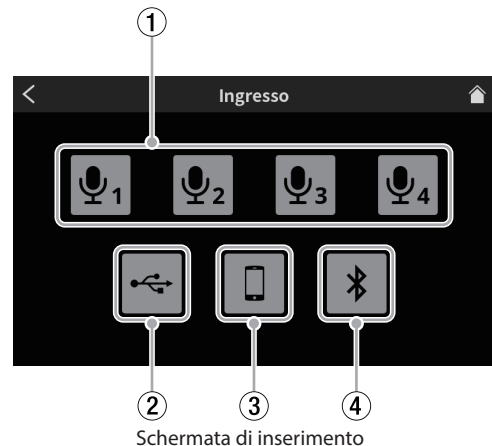 ①
Ingresso
1 2 3 4
② ③ ④
Schermata di inserimento